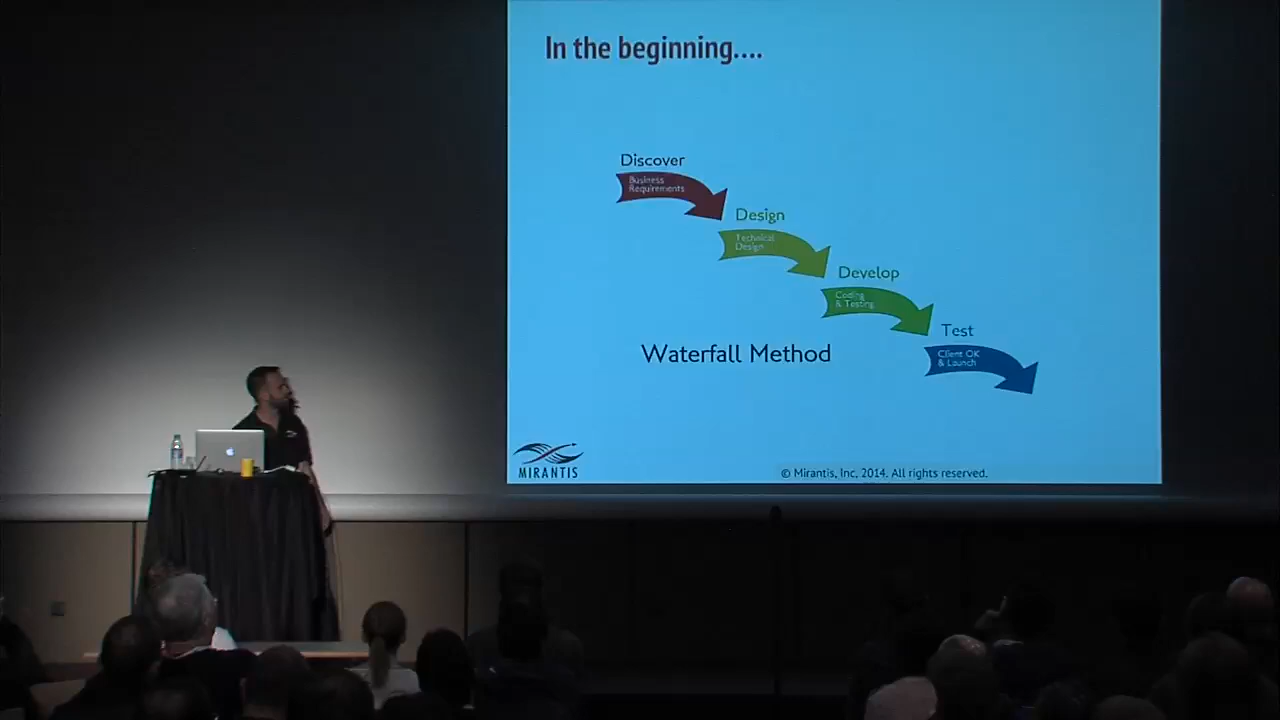 In the beginning....
Discover
Business
Requirements
Design
Technical
Design
Develop
Coding
& Testing
Test
Client OK
& Launch
Waterfall Method
MIRANTIS
© Mirantis, Inc, 2014. All rights reserved.